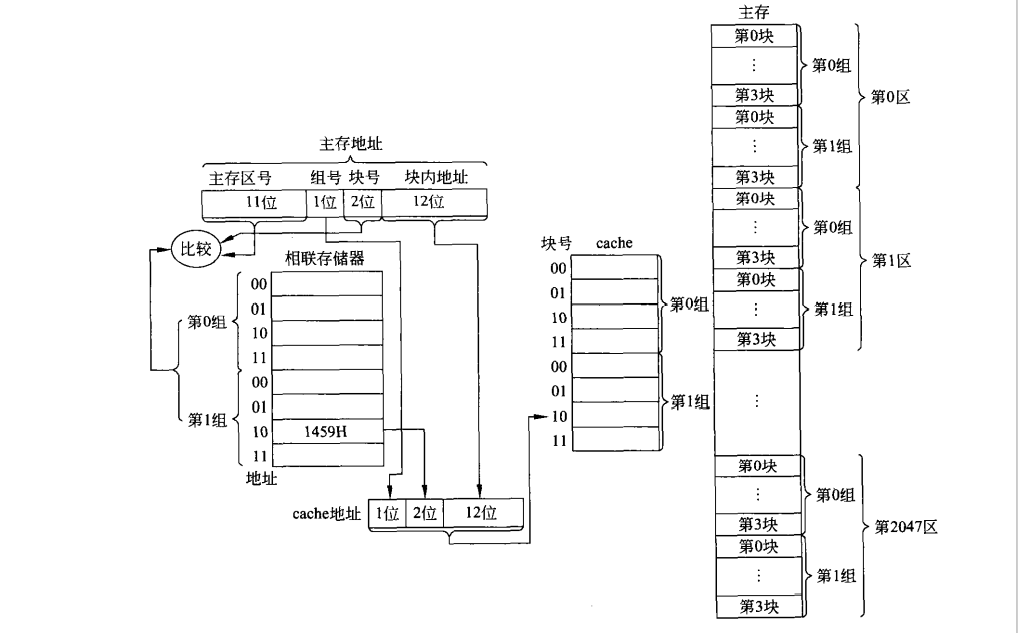 主存地址
主存区号 组号 块号 块内地址
11位 1位 2位 12位
比较
相联存储器
00
01
10
11
00
01
10 1459H
11
第0组
第1组
地址
cache地址 1位 2位 12位
块号 cache
00
01
10
11
00
01
10
11
第0组
第1组
主存
第0块
⋮
第3块
第0组
第0块
⋮
第3块
第1组
第0区
第0块
⋮
第3块
第0组
第0块
⋮
第3块
第1组
第1区
⋮
第0块
⋮
第3块
第0组
第0块
⋮
第3块
第1组
第2047区